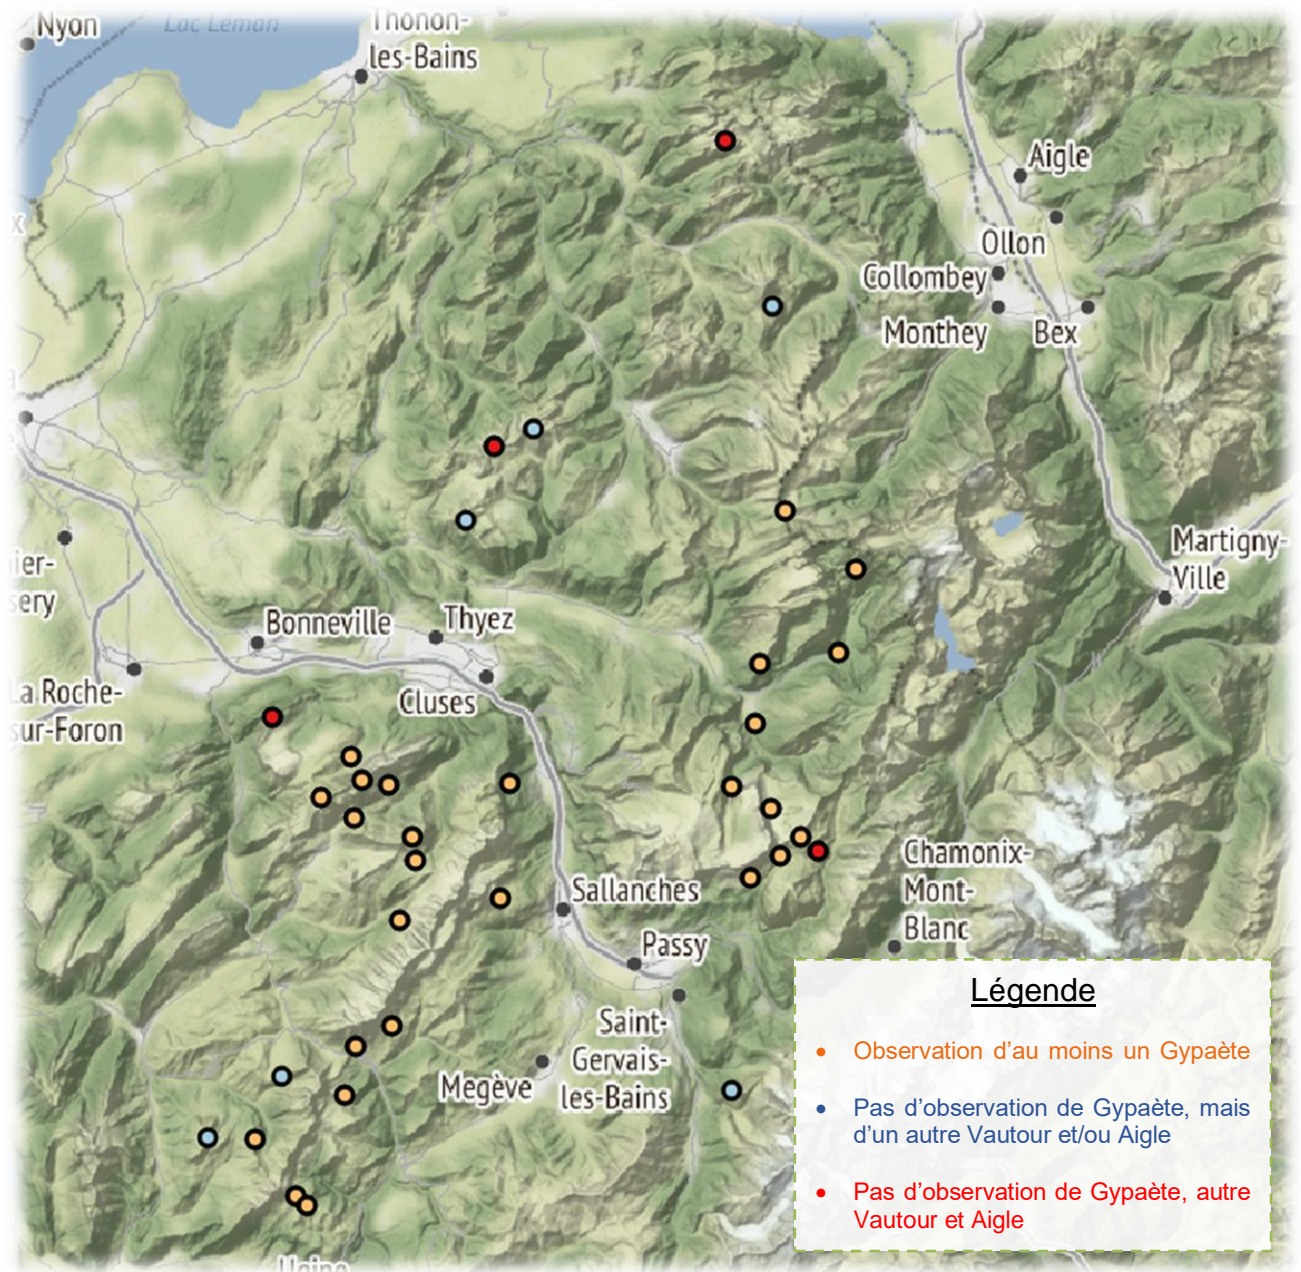 Nyon
Lac Léman
Thonon-
les-Bains
Aigle
x
Ollon
Collombey
Monthey
Bex
a
e
Martigny-
Ville
ier-
sery
Bonneville
Thyez
La Roche-
sur-Foron
Cluses
Chamonix-
Mont-
Blanc
Sallanches
Passy
Saint-
Gervais-
les-Bains
Megève
Légende
• Observation d'au moins un Gypaète
• Pas d'observation de Gypaète, mais
d'un autre Vautour et/ou Aigle
• Pas d'observation de Gypaète, autre
Vautour et Aigle